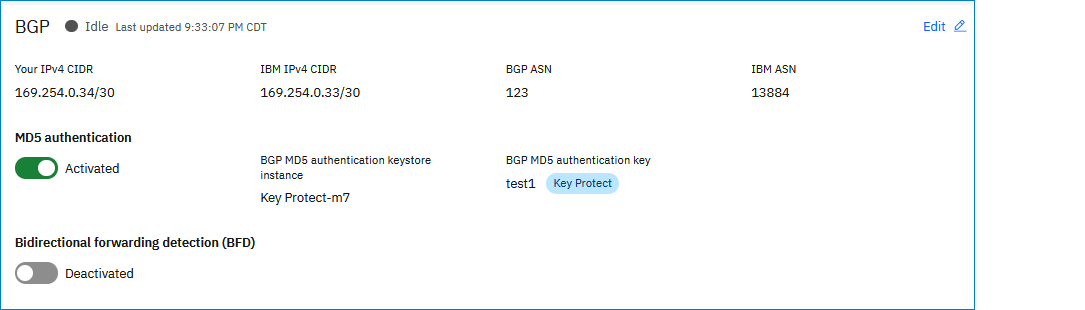 BGP Idle Last updated 9:33:07 PM CDT Edit
Your IPv4 CIDR IBM IPv4 CIDR BGP ASN IBM ASN
169.254.0.34/30 169.254.0.33/30 123 13884
MD5 authentication
Activated
BGP MD5 authentication keystore
instance
Key Protect-m7
BGP MD5 authentication key
test1 Key Protect
Bidirectional forwarding detection (BFD)
Deactivated